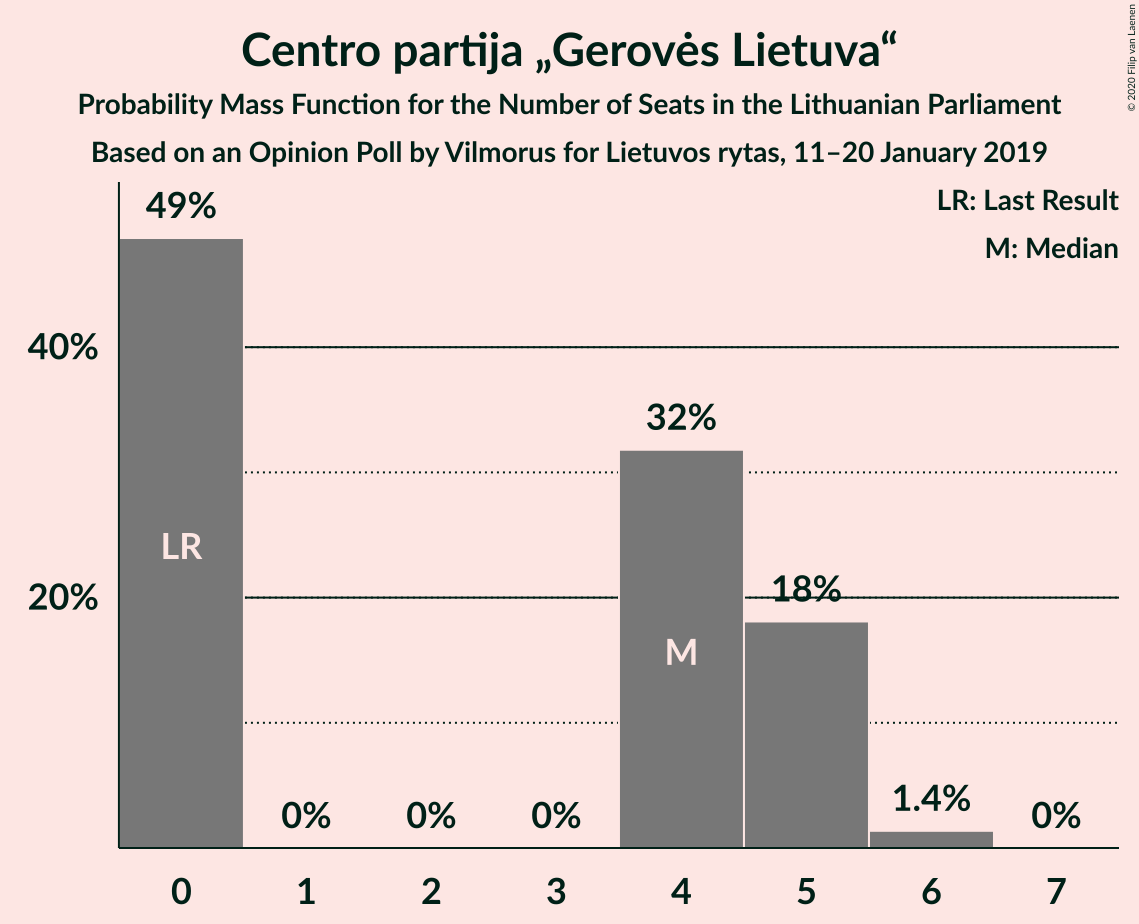 Centro partija „Gerovės Lietuva“
Probability Mass Function for the Number of Seats in the Lithuanian Parliament
Based on an Opinion Poll by Vilmorus for Lietuvos rytas, 11–20 January 2019
© 2020 Filip van Laenen
LR: Last Result
M: Median
49%
40%
32%
LR
20%
18%
M
0%
0%
0%
1.4%
0%
0 1 2 3 4 5 6 7